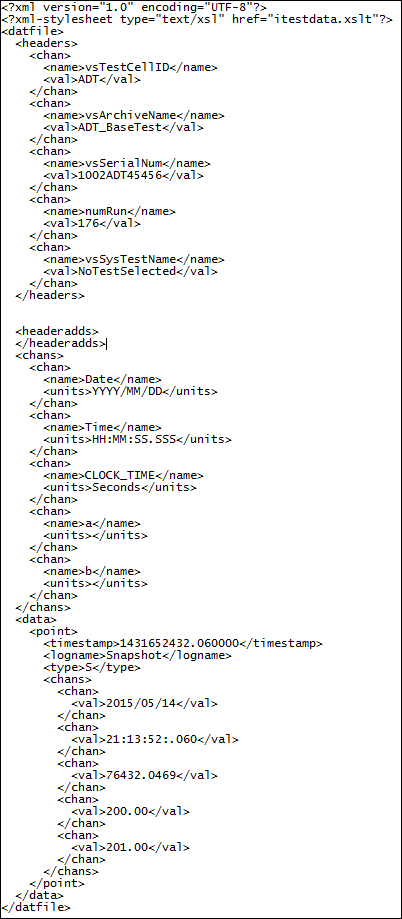 <?xml version="1.0" encoding="UTF-8"?>
<?xml-stylesheet type="text/xsl" href="itestdata.xslt"?>
<datfile>
  <headers>
    <chan>
      <name>vsTestCellID</name>
      <val>ADT</val>
    </chan>
    <chan>
      <name>vsArchiveName</name>
      <val>ADT_BaseTest</val>
    </chan>
    <chan>
      <name>vsSerialNum</name>
      <val>1002ADT45456</val>
    </chan>
    <chan>
      <name>numRun</name>
      <val>176</val>
    </chan>
    <chan>
      <name>vsSysTestName</name>
      <val>NoTestSelected</val>
    </chan>
  </headers>
  <headeradds>
  </headeradds>
  <chans>
    <chan>
      <name>Date</name>
      <units>YYYY/MM/DD</units>
    </chan>
    <chan>
      <name>Time</name>
      <units>HH:MM:SS.SSS</units>
    </chan>
    <chan>
      <name>CLOCK_TIME</name>
      <units>Seconds</units>
    </chan>
    <chan>
      <name>a</name>
      <units></units>
    </chan>
    <chan>
      <name>b</name>
      <units></units>
    </chan>
  </chans>
  <data>
    <point>
      <timestamp>1431652432.060000</timestamp>
      <logname>Snapshot</logname>
      <type>S</type>
      <chans>
        <chan>
          <val>2015/05/14</val>
        </chan>
        <chan>
          <val>21:13:52:.060</val>
        </chan>
        <chan>
          <val>76432.0469</val>
        </chan>
        <chan>
          <val>200.00</val>
        </chan>
        <chan>
          <val>201.00</val>
        </chan>
      </chans>
    </point>
  </data>
</datfile>